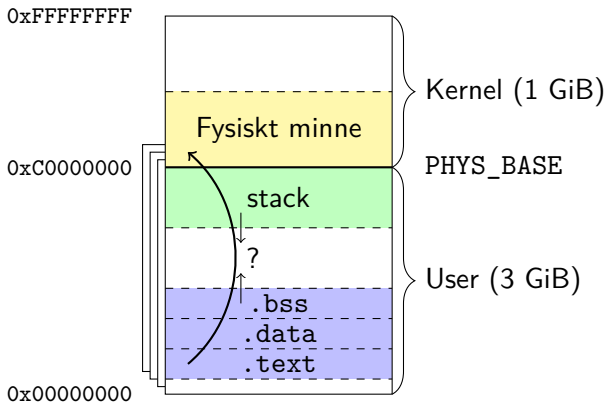 0xFFFFFFFF
Kernel (1 GiB)
Fysiskt minne
0xC0000000
PHYS_BASE
stack
?
User (3 GiB)
.bss
.data
.text
0x00000000